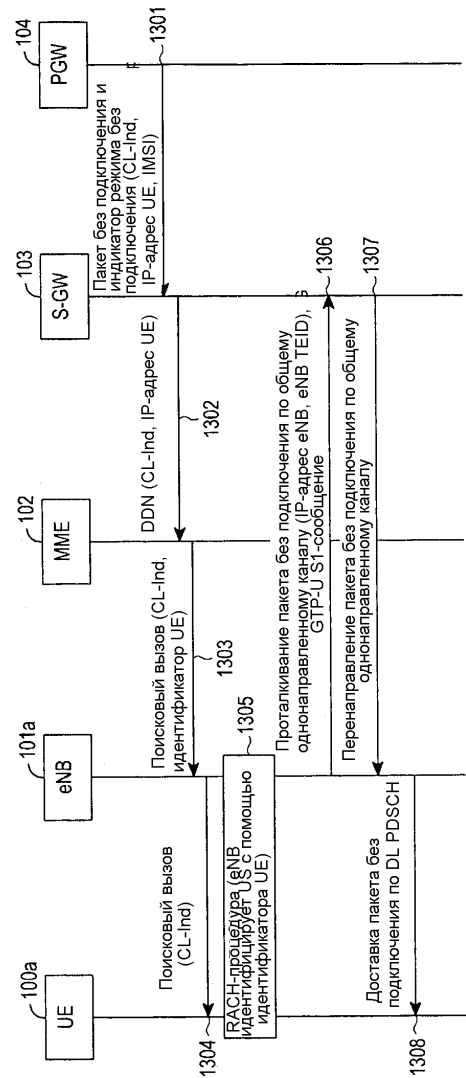 100a
UE
101a
eNB
102
MME
103
S-GW
104
PGW
Пакет без подключения и
индикатор режима без
подключения (CL-Ind,
IP-адрес UE, IMSI)
1301
DDN (CL-Ind, IP-адрес UE)
1302
Поисковый вызов (CL-Ind,
идентификатор UE)
1303
Поисковый вызов
(CL-Ind)
1304
1305
RACH-процедура (eNB
идентифицирует US с помощью
идентификатора UE)
Проталкивание пакета без подключения по общему
однонаправленному каналу (IP-адрес eNB, eNB TEID),
GTP-U S1-сообщение
1306
Перенаправление пакета без подключения по общему
однонаправленному каналу
1307
Доставка пакета без
подключения по DL PDSCH
1308